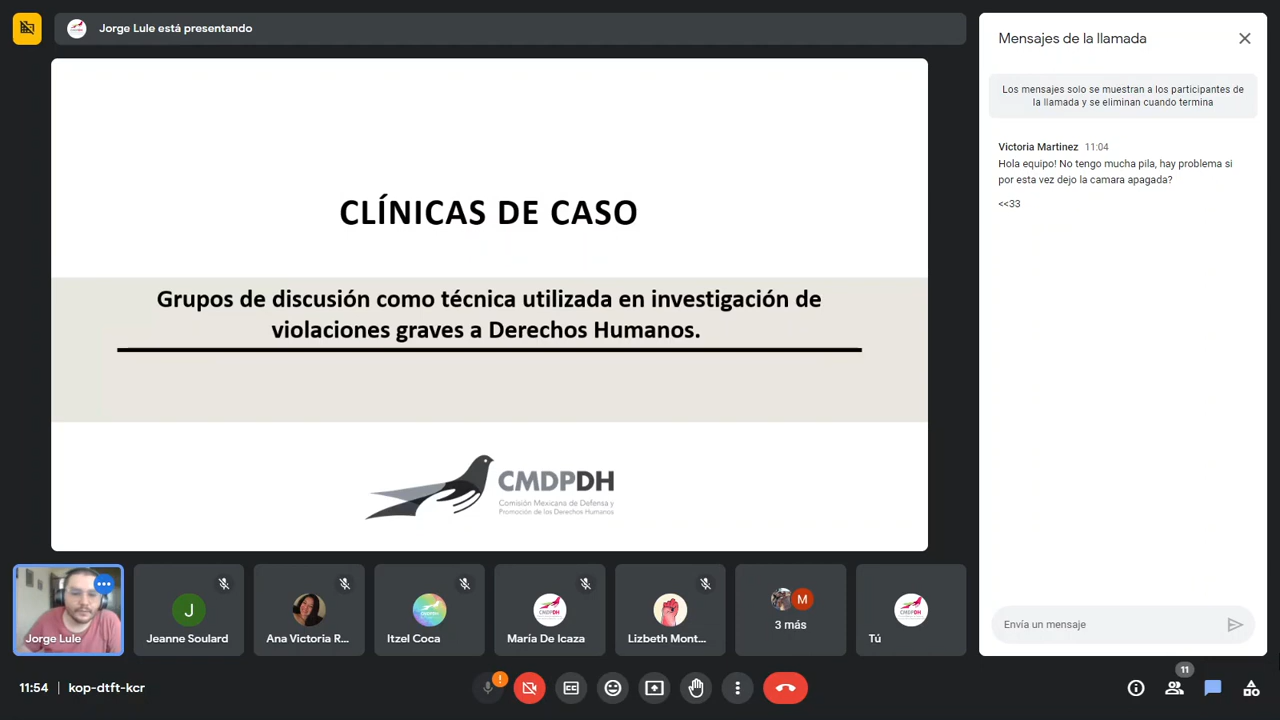 Jorge Lule está presentando
Mensajes de la llamada
Los mensajes solo se muestran a los participantes de
la llamada y se eliminan cuando termina
Victoria Martinez 11:04
Hola equipo! No tengo mucha pila, hay problema si
por esta vez dejo la camara apagada?
<<33
CLÍNICAS DE CASO
Grupos de discusión como técnica utilizada en investigación de
violaciones graves a Derechos Humanos.
CMDPDH
Comisión Mexicana de Defensa y
Promoción de los Derechos Humanos
Jorge Lule
J
Jeanne Soulard
Ana Victoria R...
Itzel Coca
CMDPDH
María De Icaza
Lizbeth Mont...
M
3 más
CMDPDH
Tú
Envía un mensaje
11:54 | kop-dtft-kcr
11